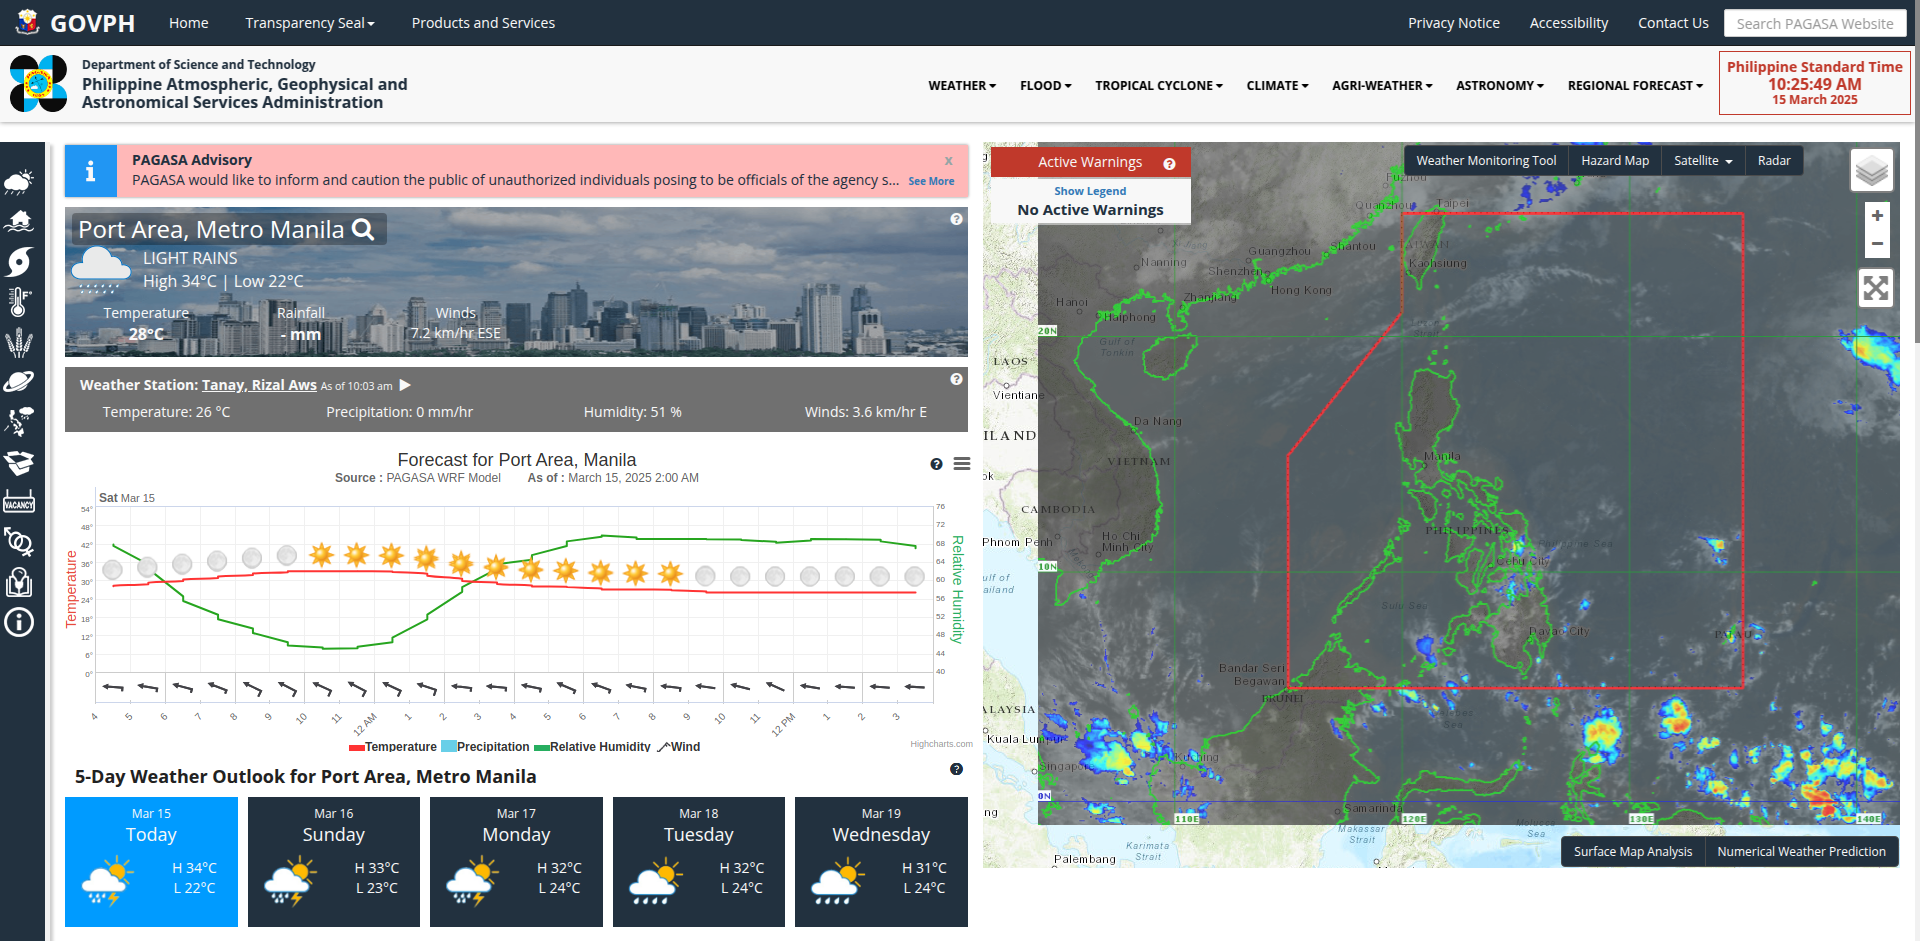 GOVPH
Home
Transparency Seal
Products and Services
Privacy Notice
Accessibility
Contact Us
Search PAGASA Website
Department of Science and Technology
Philippine Atmospheric, Geophysical and
Astronomical Services Administration
WEATHER
FLOOD
TROPICAL CYCLONE
CLIMATE
AGRI-WEATHER
ASTRONOMY
REGIONAL FORECAST
Philippine Standard Time
10:25:49 AM
15 March 2025
VACANCY
PAGASA Advisory
x
PAGASA would like to inform and caution the public of unauthorized individuals posing to be officials of the agency s... See More
Port Area, Metro Manila
LIGHT RAINS
High 34°C | Low 22°C
Temperature
28°C
Rainfall
- mm
Winds
7.2 km/hr ESE
Weather Station: Tanay, Rizal Aws As of 10:03 am
Temperature: 26 °C
Precipitation: 0 mm/hr
Humidity: 51 %
Winds: 3.6 km/hr E
Forecast for Port Area, Manila
Source : PAGASA WRF Model As of : March 15, 2025 2:00 AM
Sat Mar 15
Temperature
54°
48°
42°
36°
30°
24°
18°
12°
6°
0°
76
72
68
64
60
56
52
48
44
40
Relative Humidity
4 5 6 7 8 9 10 11 12 AM 1 2 3 4 5 6 7 8 9 10 11 12 PM 1 2 3
Temperature Precipitation Relative Humidity Wind
Highcharts.com
5-Day Weather Outlook for Port Area, Metro Manila
Mar 15
Today
H 34°C
L 22°C
Mar 16
Sunday
H 33°C
L 23°C
Mar 17
Monday
H 32°C
L 24°C
Mar 18
Tuesday
H 32°C
L 24°C
Mar 19
Wednesday
H 31°C
L 24°C
Active Warnings
Show Legend
No Active Warnings
Weather Monitoring Tool
Hazard Map
Satellite
Radar
+
−
Fuzhou
Taipei
Quanzhou
TAIWAN
Shantou
Guangzhou
Kaohsiung
Nanning
Shenzhen
Hong Kong
Zhanjiang
Hanoi
Haiphong
20N
Gulf of
Tonkin
LAOS
Vientiane
Da Nang
ILAND
VIETNAM
Manila
ok
CAMBODIA
PHILIPPINES
Phnom Penh
Ho Chi
Minh City
Philippine Sea
Cebu City
10N
ulf of
ailand
Sulu Sea
Davao City
PALAU
Bandar Seri
Begawan
BRUNEI
ALAYSIA
Kuala Lumpur
Kuching
Singapore
0N
Samarinda
110E
120E
130E
140E
ng
Palembang
Karimata
Strait
Makassar
Strait
Molucca
Sea
Surface Map Analysis
Numerical Weather Prediction